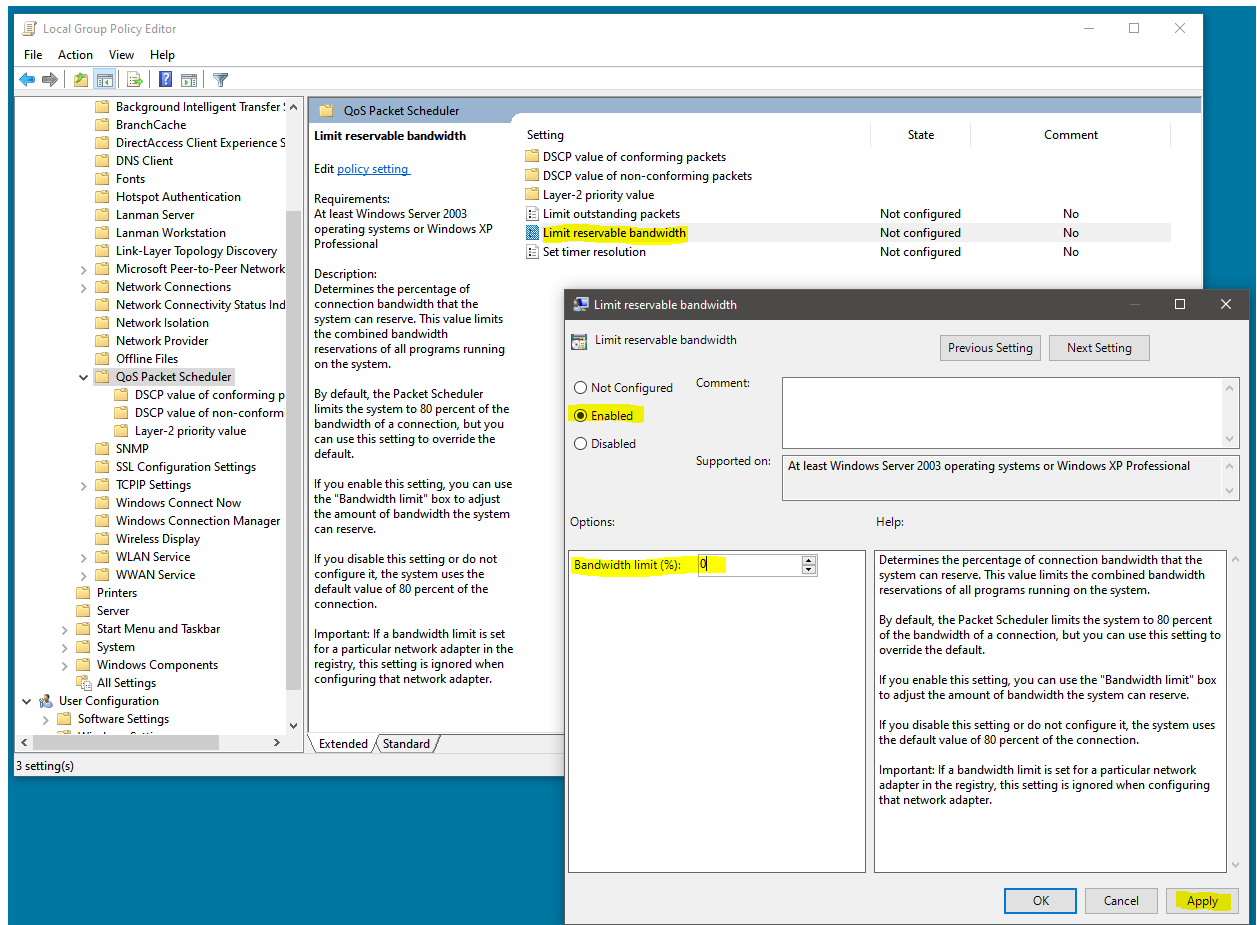 Local Group Policy Editor
File Action View Help
Background Intelligent Transfer
BranchCache
DirectAccess Client Experience S
DNS Client
Fonts
Hotspot Authentication
Lanman Server
Lanman Workstation
Link-Layer Topology Discovery
Microsoft Peer-to-Peer Network
Network Connections
Network Connectivity Status Ind
Network Isolation
Network Provider
Offline Files
QoS Packet Scheduler
DSCP value of conforming p
DSCP value of non-conform
Layer-2 priority value
SNMP
SSL Configuration Settings
TCPIP Settings
Windows Connect Now
Windows Connection Manager
Wireless Display
WLAN Service
WWAN Service
Printers
Server
Start Menu and Taskbar
System
Windows Components
All Settings
User Configuration
Software Settings
3 setting(s)
QoS Packet Scheduler
Limit reservable bandwidth
Edit policy setting
Requirements:
At least Windows Server 2003
operating systems or Windows XP
Professional
Description:
Determines the percentage of
connection bandwidth that the
system can reserve. This value limits
the combined bandwidth
reservations of all programs running
on the system.
By default, the Packet Scheduler
limits the system to 80 percent of the
bandwidth of a connection, but you
can use this setting to override the
default.
If you enable this setting, you can use
the "Bandwidth limit" box to adjust
the amount of bandwidth the system
can reserve.
If you disable this setting or do not
configure it, the system uses the
default value of 80 percent of the
connection.
Important: If a bandwidth limit is set
for a particular network adapter in the
registry, this setting is ignored when
configuring that network adapter.
Extended Standard
Setting State Comment
DSCP value of conforming packets
DSCP value of non-conforming packets
Layer-2 priority value
Limit outstanding packets Not configured No
Limit reservable bandwidth Not configured No
Set timer resolution Not configured No
Limit reservable bandwidth
Limit reservable bandwidth
Previous Setting Next Setting
Not Configured
Enabled
Disabled
Comment:
Supported on: At least Windows Server 2003 operating systems or Windows XP Professional
Options:
Bandwidth limit (%): 0
Help:
Determines the percentage of connection bandwidth that the
system can reserve. This value limits the combined bandwidth
reservations of all programs running on the system.
By default, the Packet Scheduler limits the system to 80 percent
of the bandwidth of a connection, but you can use this setting to
override the default.
If you enable this setting, you can use the "Bandwidth limit" box
to adjust the amount of bandwidth the system can reserve.
If you disable this setting or do not configure it, the system uses
the default value of 80 percent of the connection.
Important: If a bandwidth limit is set for a particular network
adapter in the registry, this setting is ignored when configuring
that network adapter.
OK Cancel Apply